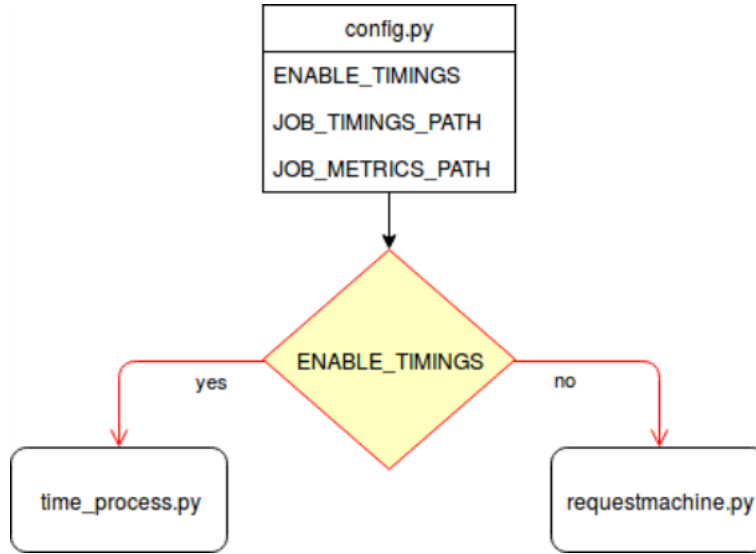 config.py
ENABLE_TIMINGS
JOB_TIMINGS_PATH
JOB_METRICS_PATH
ENABLE_TIMINGS
yes
no
time_process.py
requestmachine.py